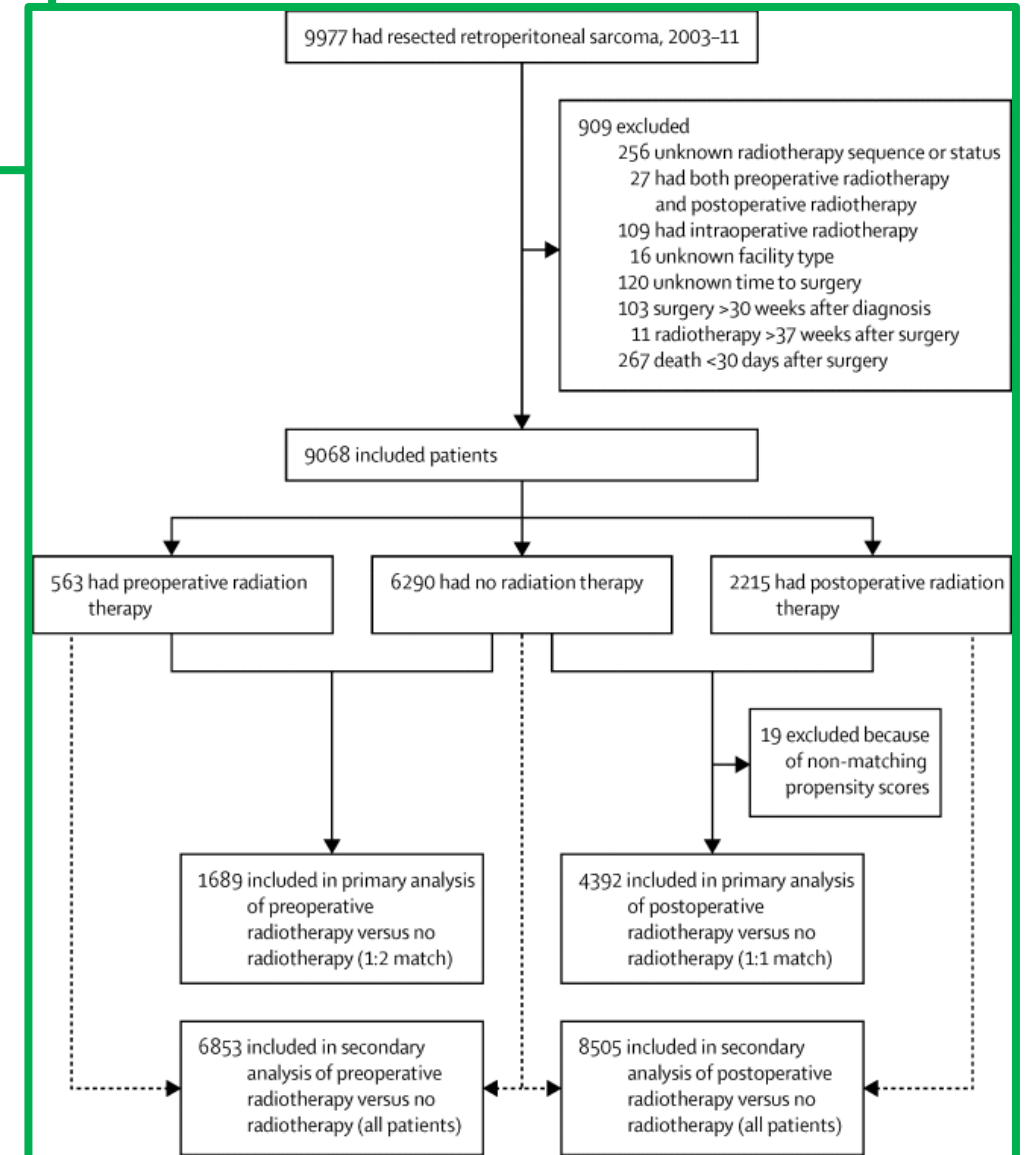 9977 had resected retroperitoneal sarcoma, 2003–11
909 excluded
256 unknown radiotherapy sequence or status
27 had both preoperative radiotherapy
and postoperative radiotherapy
109 had intraoperative radiotherapy
16 unknown facility type
120 unknown time to surgery
103 surgery >30 weeks after diagnosis
11 radiotherapy >37 weeks after surgery
267 death <30 days after surgery
9068 included patients
563 had preoperative radiation
therapy
6290 had no radiation therapy
2215 had postoperative radiation
therapy
19 excluded because
of non-matching
propensity scores
1689 included in primary analysis
of preoperative
radiotherapy versus no
radiotherapy (1:2 match)
4392 included in primary analysis
of postoperative
radiotherapy versus no
radiotherapy (1:1 match)
6853 included in secondary
analysis of preoperative
radiotherapy versus no
radiotherapy (all patients)
8505 included in secondary
analysis of postoperative
radiotherapy versus no
radiotherapy (all patients)